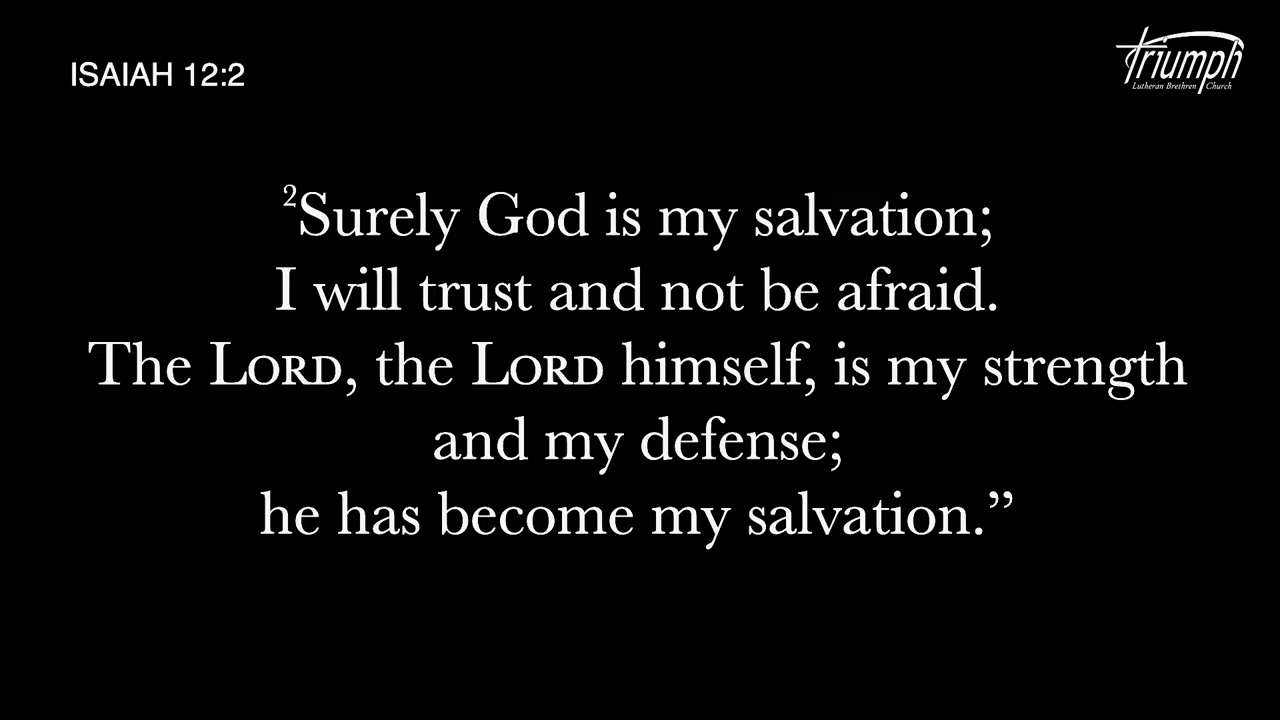 ISAIAH 12:2
triumph
Lutheran Brethren Church
²Surely God is my salvation;
I will trust and not be afraid.
The LORD, the LORD himself, is my strength
and my defense;
he has become my salvation.”